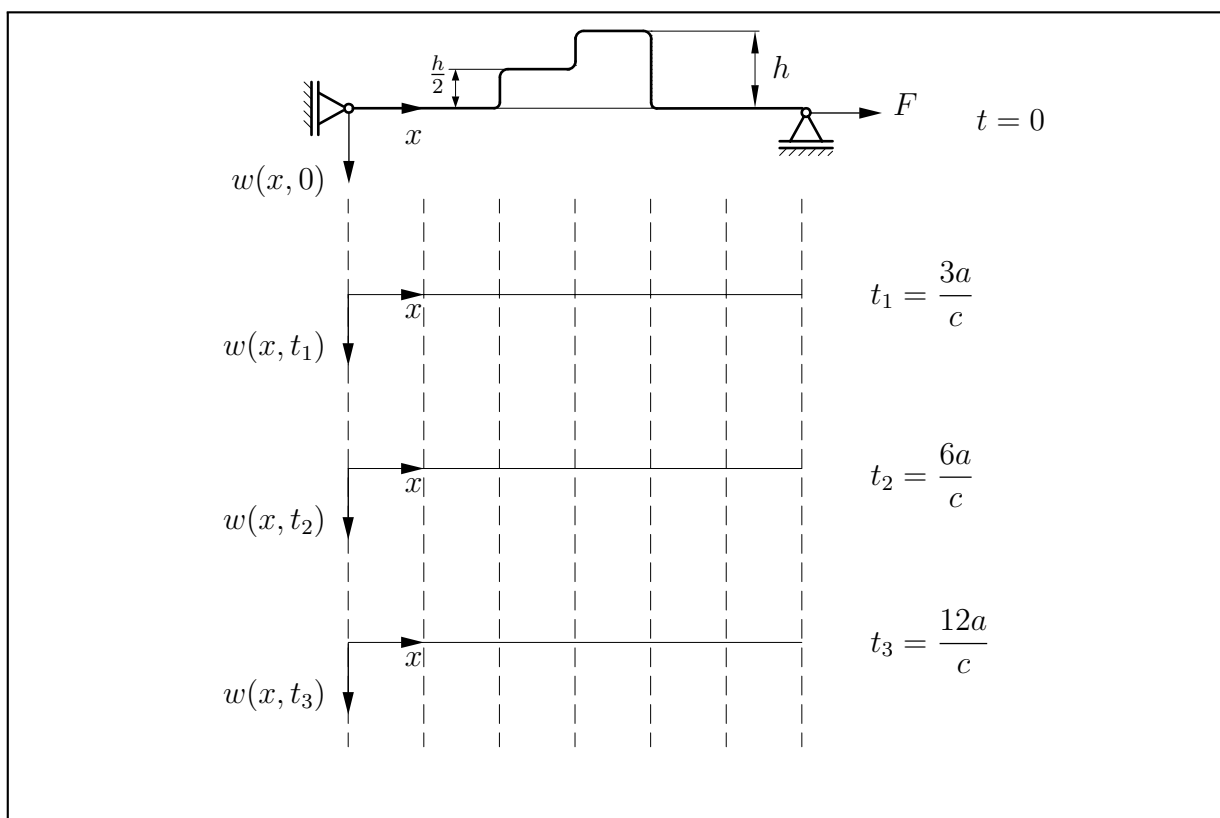 h/2
h
F
x
t = 0
w(x, 0)
t₁ = 3a/c
x
w(x, t₁)
t₂ = 6a/c
x
w(x, t₂)
t₃ = 12a/c
x
w(x, t₃)